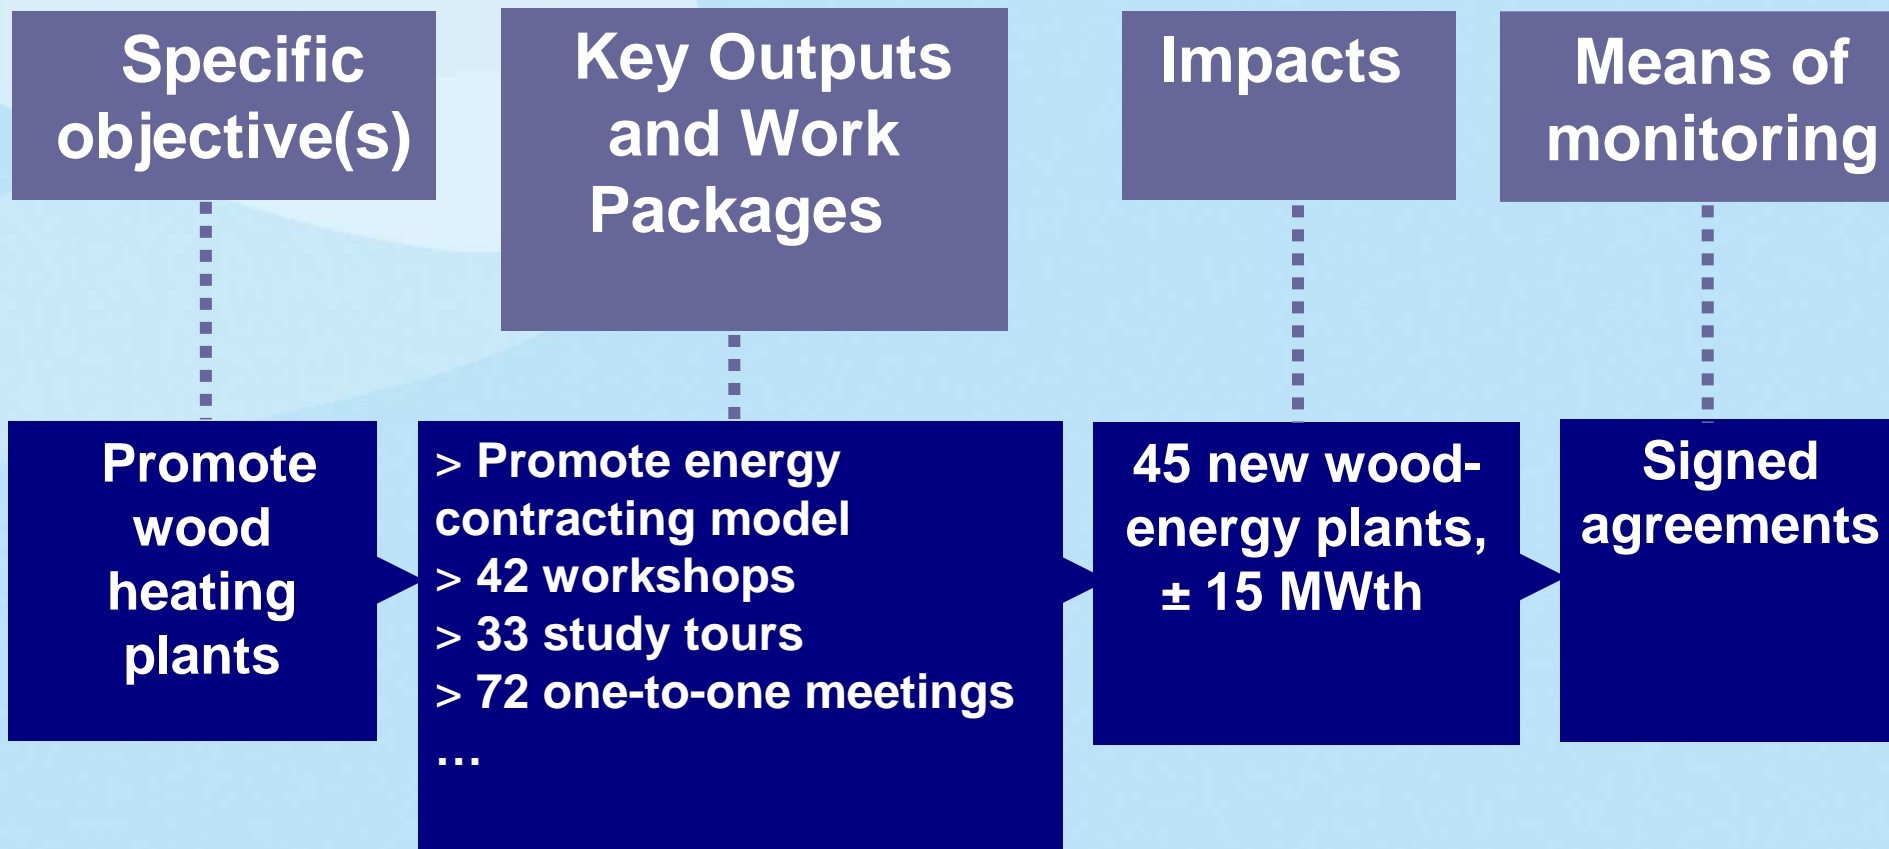 Specific
objective(s)
Key Outputs
and Work
Packages
Impacts
Means of
monitoring
Promote
wood
heating
plants
> Promote energy
contracting model
> 42 workshops
> 33 study tours
> 72 one-to-one meetings
…
45 new wood-
energy plants,
± 15 MWth
Signed
agreements